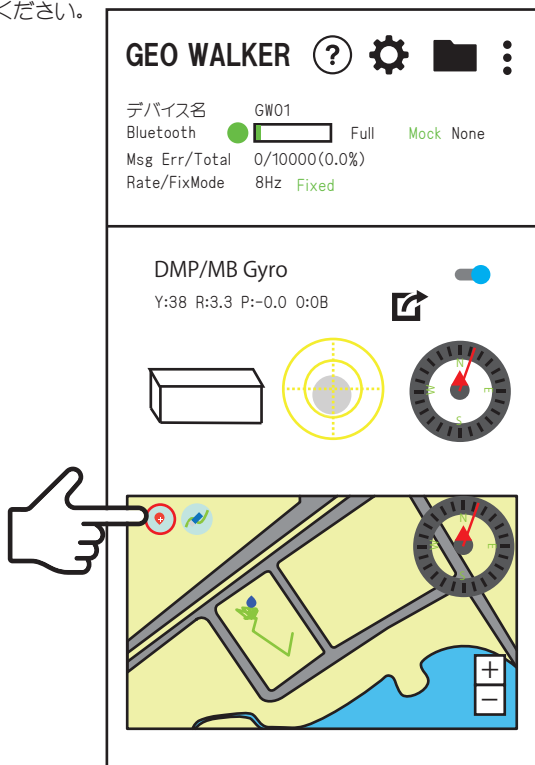 ください。
GEO WALKER ?
デバイス名 GW01
Bluetooth Full Mock None
Msg Err/Total 0/10000(0.0%)
Rate/FixMode 8Hz Fixed
DMP/MB Gyro
Y:38 R:3.3 P:-0.0 O:0B
N
E
S
W
N
E
S
W
+
−